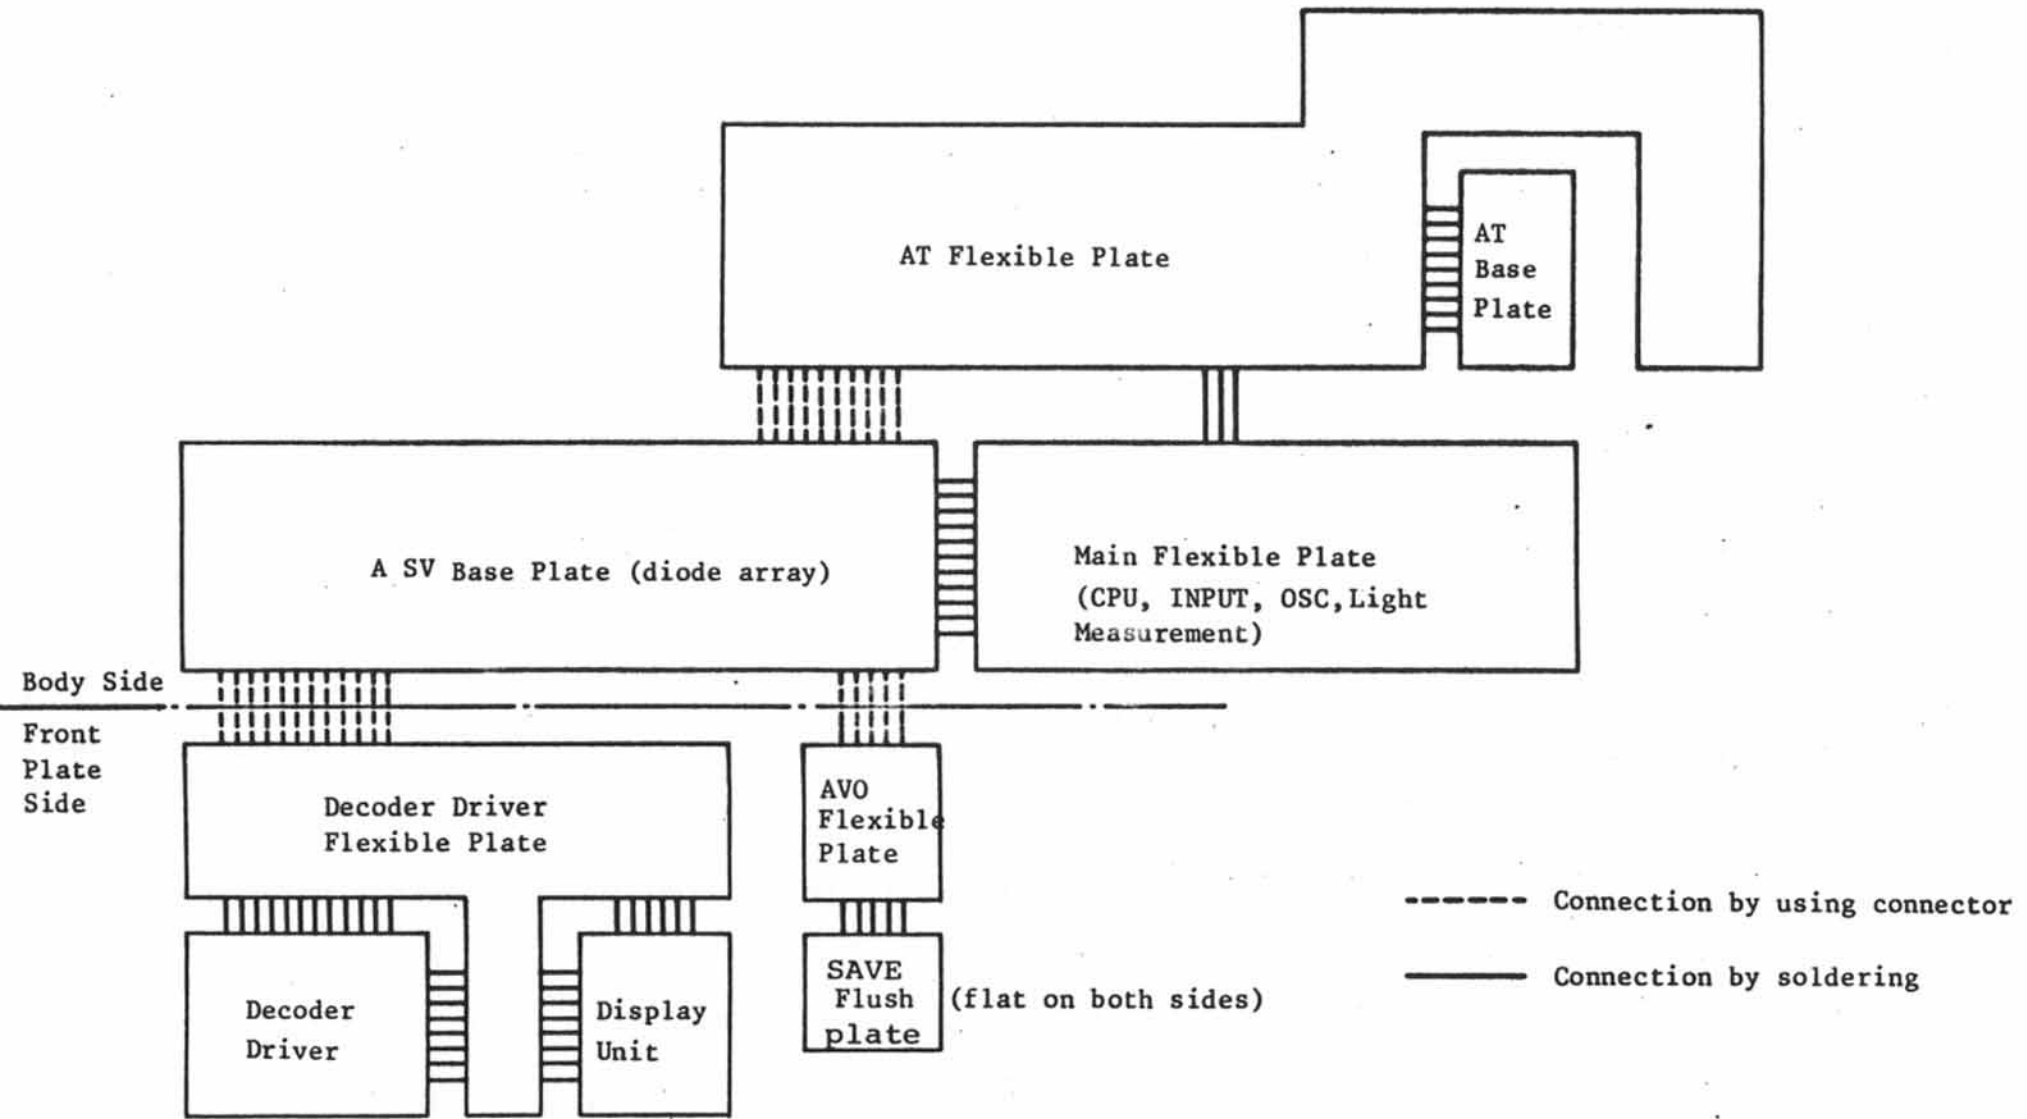 AT Flexible Plate
AT
Base
Plate
A SV Base Plate (diode array)
Main Flexible Plate
(CPU, INPUT, OSC, Light
Measurement)
Body Side
Front
Plate
Side
Decoder Driver
Flexible Plate
AVO
Flexible
Plate
Decoder
Driver
Display
Unit
SAVE
Flush
plate
(flat on both sides)
Connection by using connector
Connection by soldering